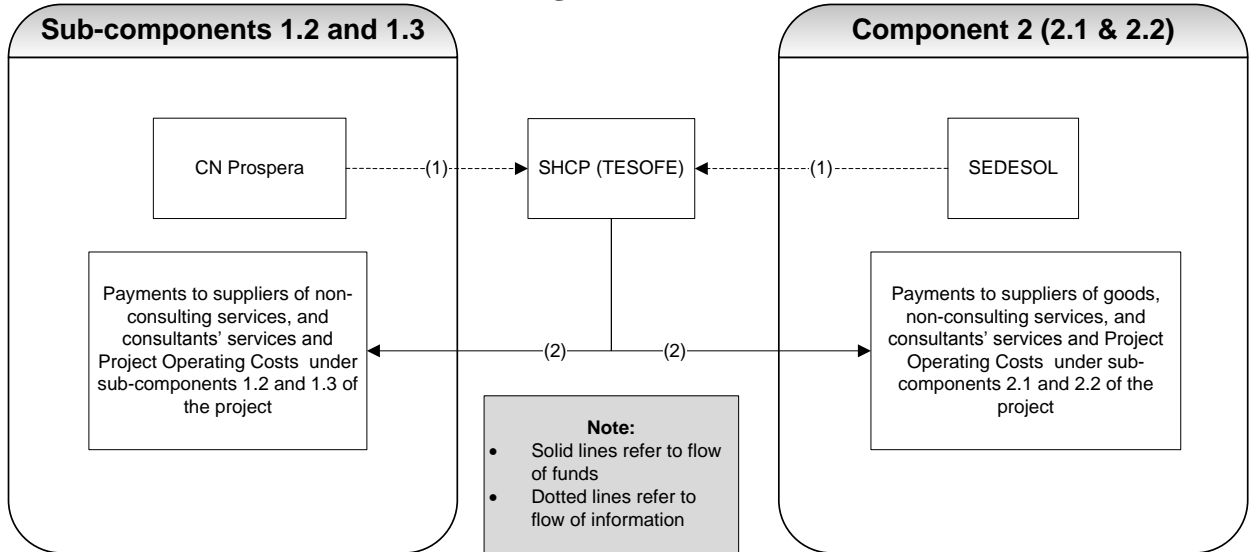 Sub-components 1.2 and 1.3
Component 2 (2.1 & 2.2)
CN Prospera
(1)
SHCP (TESOFE)
(1)
SEDESOL
Payments to suppliers of non-
consulting services, and
consultants’ services and
Project Operating Costs under
sub-components 1.2 and 1.3 of
the project
(2)
(2)
Payments to suppliers of goods,
non-consulting services, and
consultants’ services and Project
Operating Costs under sub-
components 2.1 and 2.2 of the
project
Note:
• Solid lines refer to flow
of funds
• Dotted lines refer to
flow of information